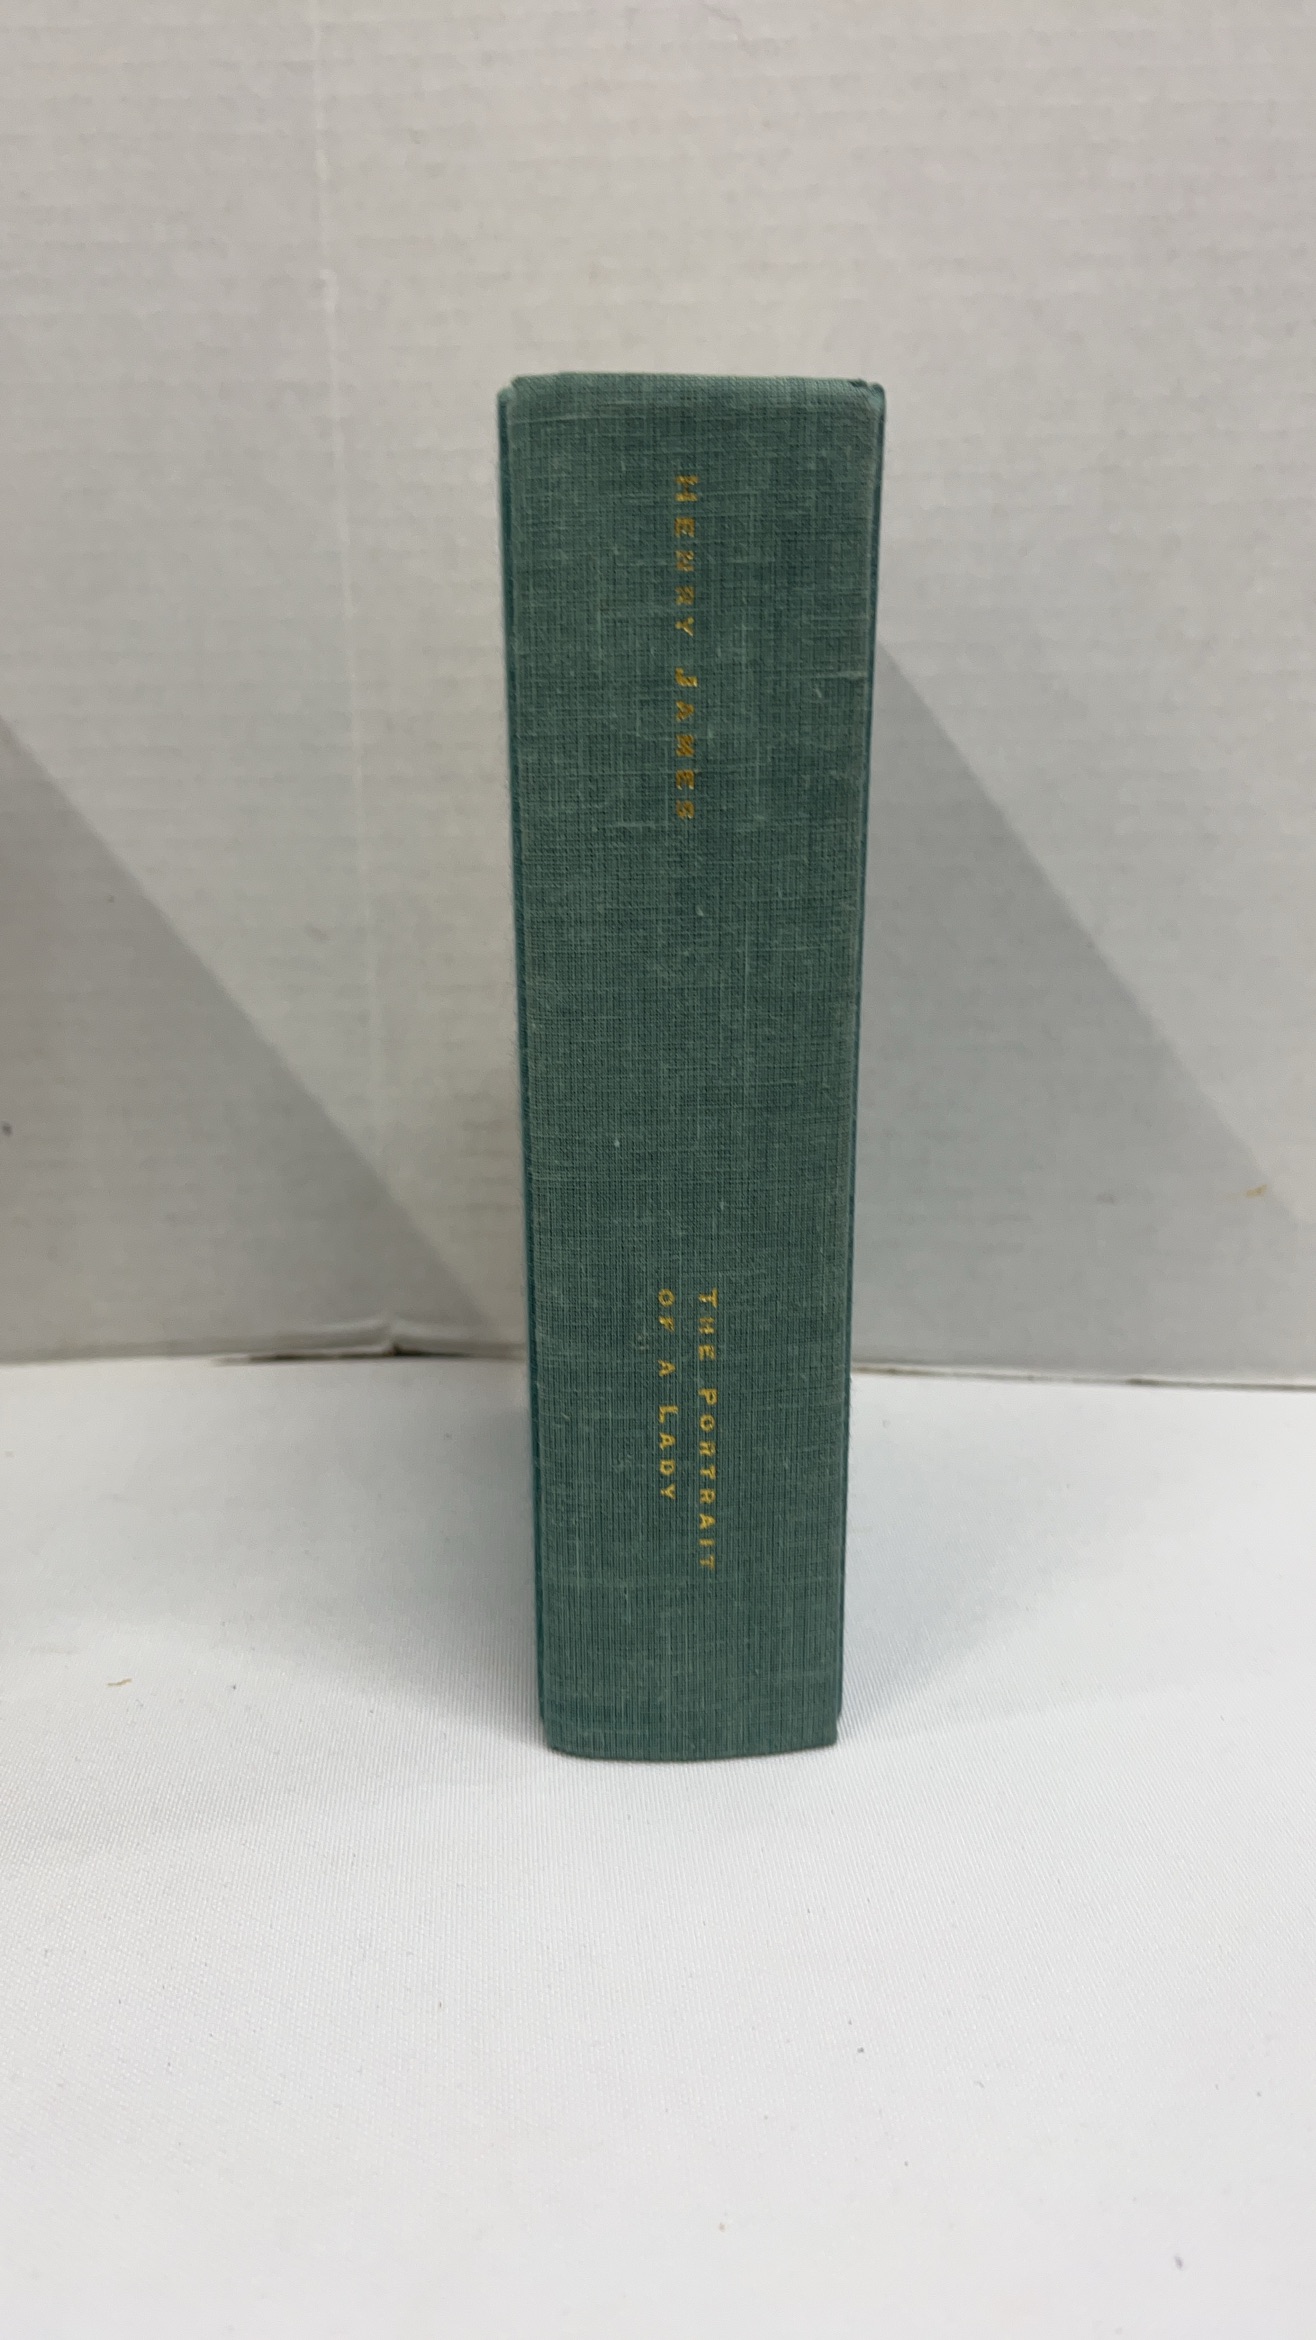 HENRY JAMES
THE PORTRAIT
OF A LADY